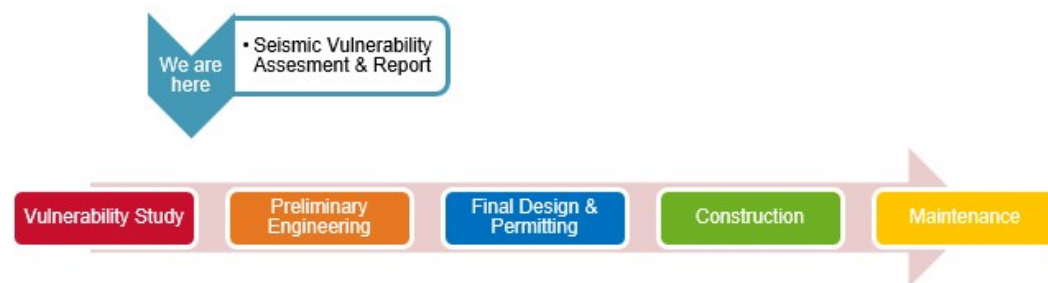 We are
here
• Seismic Vulnerability
Assesment & Report
Vulnerability Study
Preliminary
Engineering
Final Design &
Permitting
Construction
Maintenance